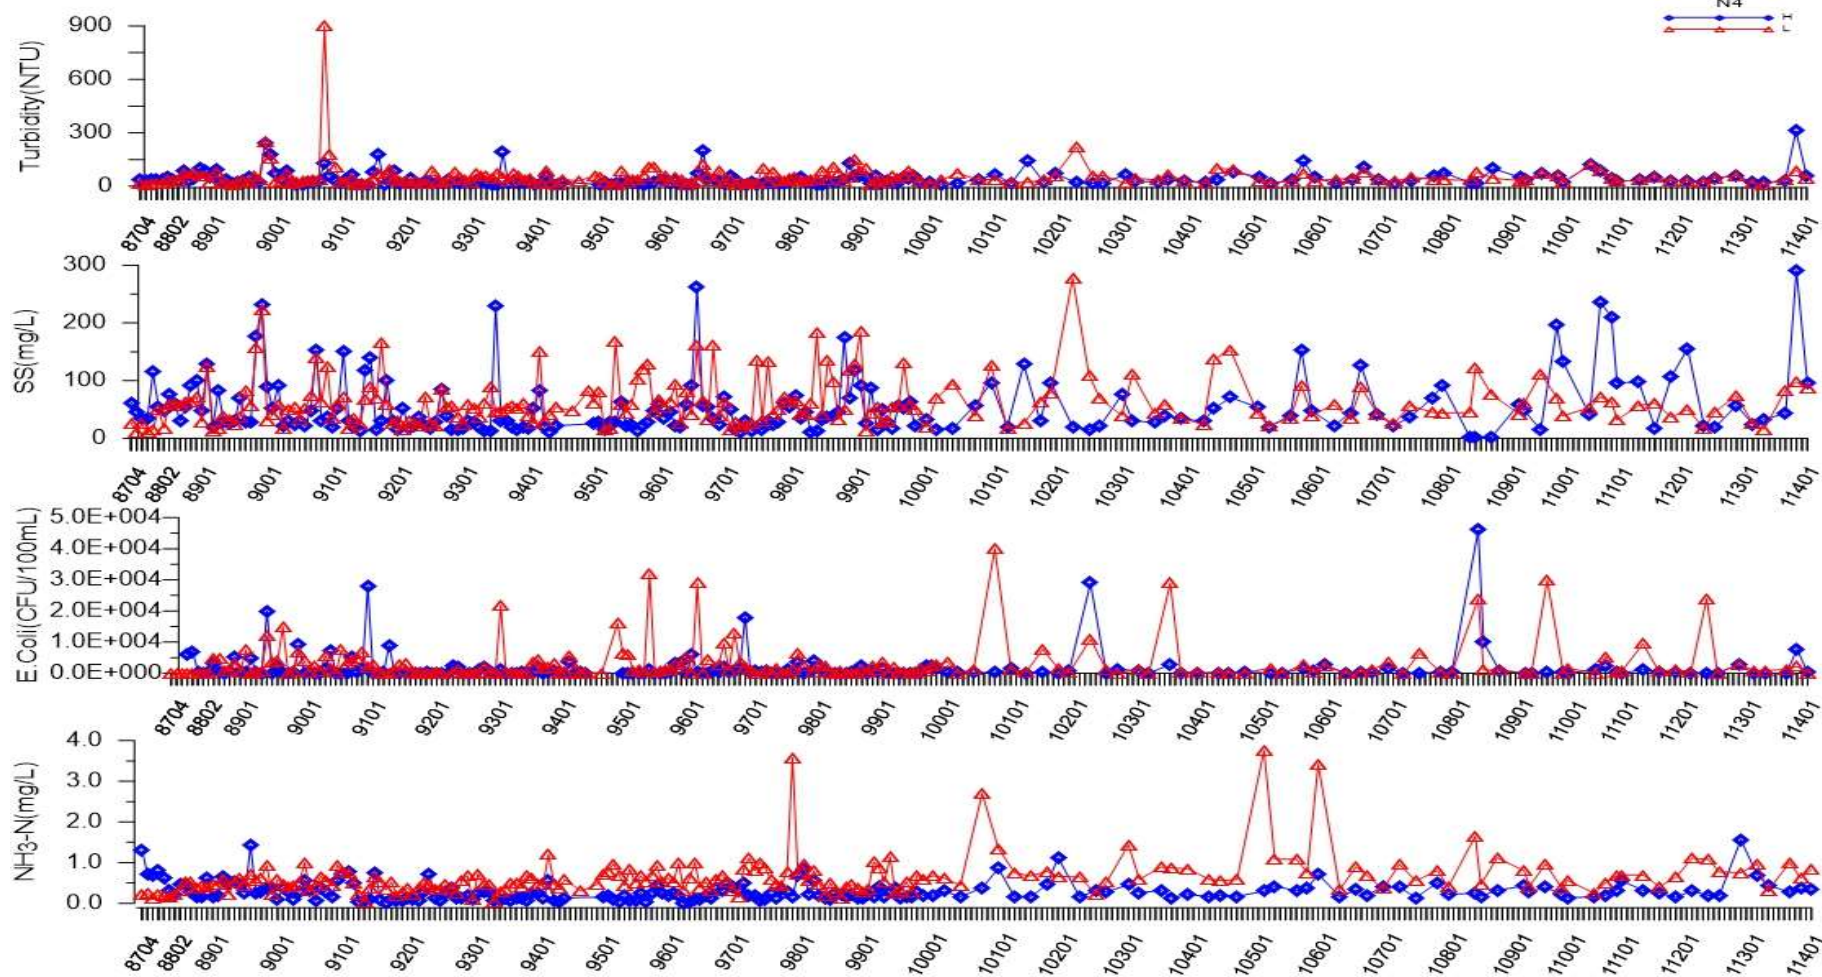 N4
H
L
900
600
300
0
Turbidity(NTU)
8704 8802 8901 9001 9101 9201 9301 9401 9501 9601 9701 9801 9901 10001 10101 10201 10301 10401 10501 10601 10701 10801 10901 11001 11101 11201 11301 11401
300
200
100
0
SS(mg/L)
8704 8802 8901 9001 9101 9201 9301 9401 9501 9601 9701 9801 9901 10001 10101 10201 10301 10401 10501 10601 10701 10801 10901 11001 11101 11201 11301 11401
5.0E+004
4.0E+004
3.0E+004
2.0E+004
1.0E+004
0.0E+000
E.Coli(CFU/100mL)
8704 8802 8901 9001 9101 9201 9301 9401 9501 9601 9701 9801 9901 10001 10101 10201 10301 10401 10501 10601 10701 10801 10901 11001 11101 11201 11301 11401
4.0
3.0
2.0
1.0
0.0
NH3-N(mg/L)
8704 8802 8901 9001 9101 9201 9301 9401 9501 9601 9701 9801 9901 10001 10101 10201 10301 10401 10501 10601 10701 10801 10901 11001 11101 11201 11301 11401